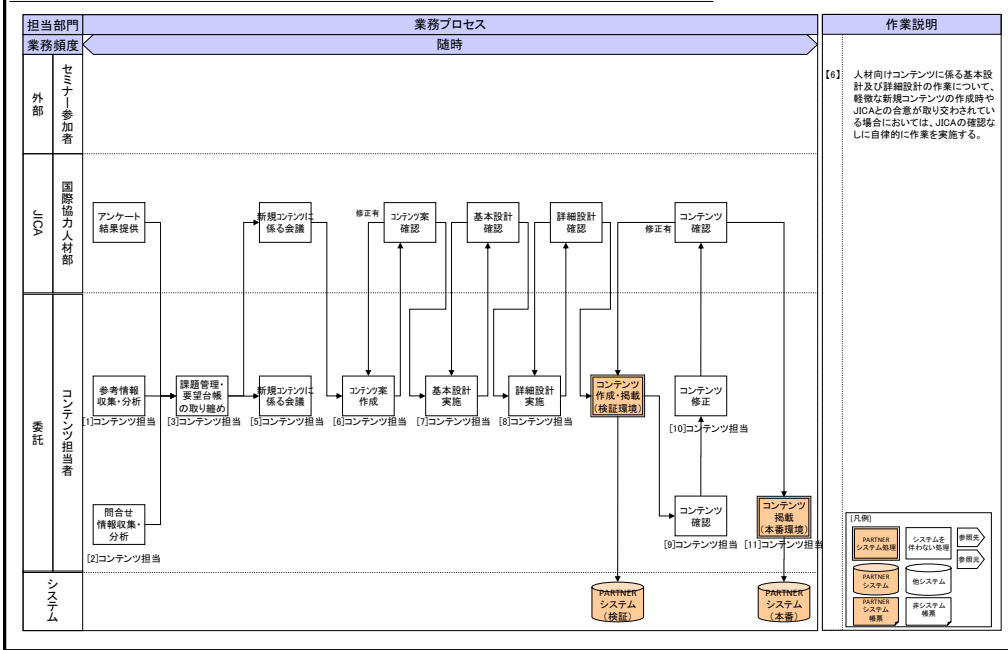 担当部門
業務プロセス
作業説明
業務頻度
随時
外部
セミナー参加者
【6】 人材向けコンテンツに係る基本設
計及び詳細設計の作業について、
軽微な新規コンテンツの作成時や
JICAとの合意が取り交わされてい
る場合においては、JICAの確認な
しに自律的に作業を実施する。
JICA
国際協力人材部
アンケート
結果提供
新規コンテンツに
係る会議
修正有
コンテンツ案
確認
基本設計
確認
詳細設計
確認
修正有
コンテンツ
確認
委託
コンテンツ担当者
参考情報
収集・分析
[1]コンテンツ担当
課題管理・
要望台帳
の取り纏め
[3]コンテンツ担当
新規コンテンツに
係る会議
[5]コンテンツ担当
コンテンツ案
作成
[6]コンテンツ担当
基本設計
実施
[7]コンテンツ担当
詳細設計
実施
[8]コンテンツ担当
コンテンツ
作成・掲載
(検証環境)
コンテンツ
修正
[10]コンテンツ担当
問合せ
情報収集・
分析
[2]コンテンツ担当
コンテンツ
確認
[9]コンテンツ担当
コンテンツ
掲載
(本番環境)
[11]コンテンツ担当
システム
PARTNER
システム
(検証)
PARTNER
システム
(本番)
[凡例]
PARTNER
システム処理
システムを
伴わない処理
参照先
参照元
PARTNER
システム
他システム
PARTNER
システム
帳票
非システム
帳票